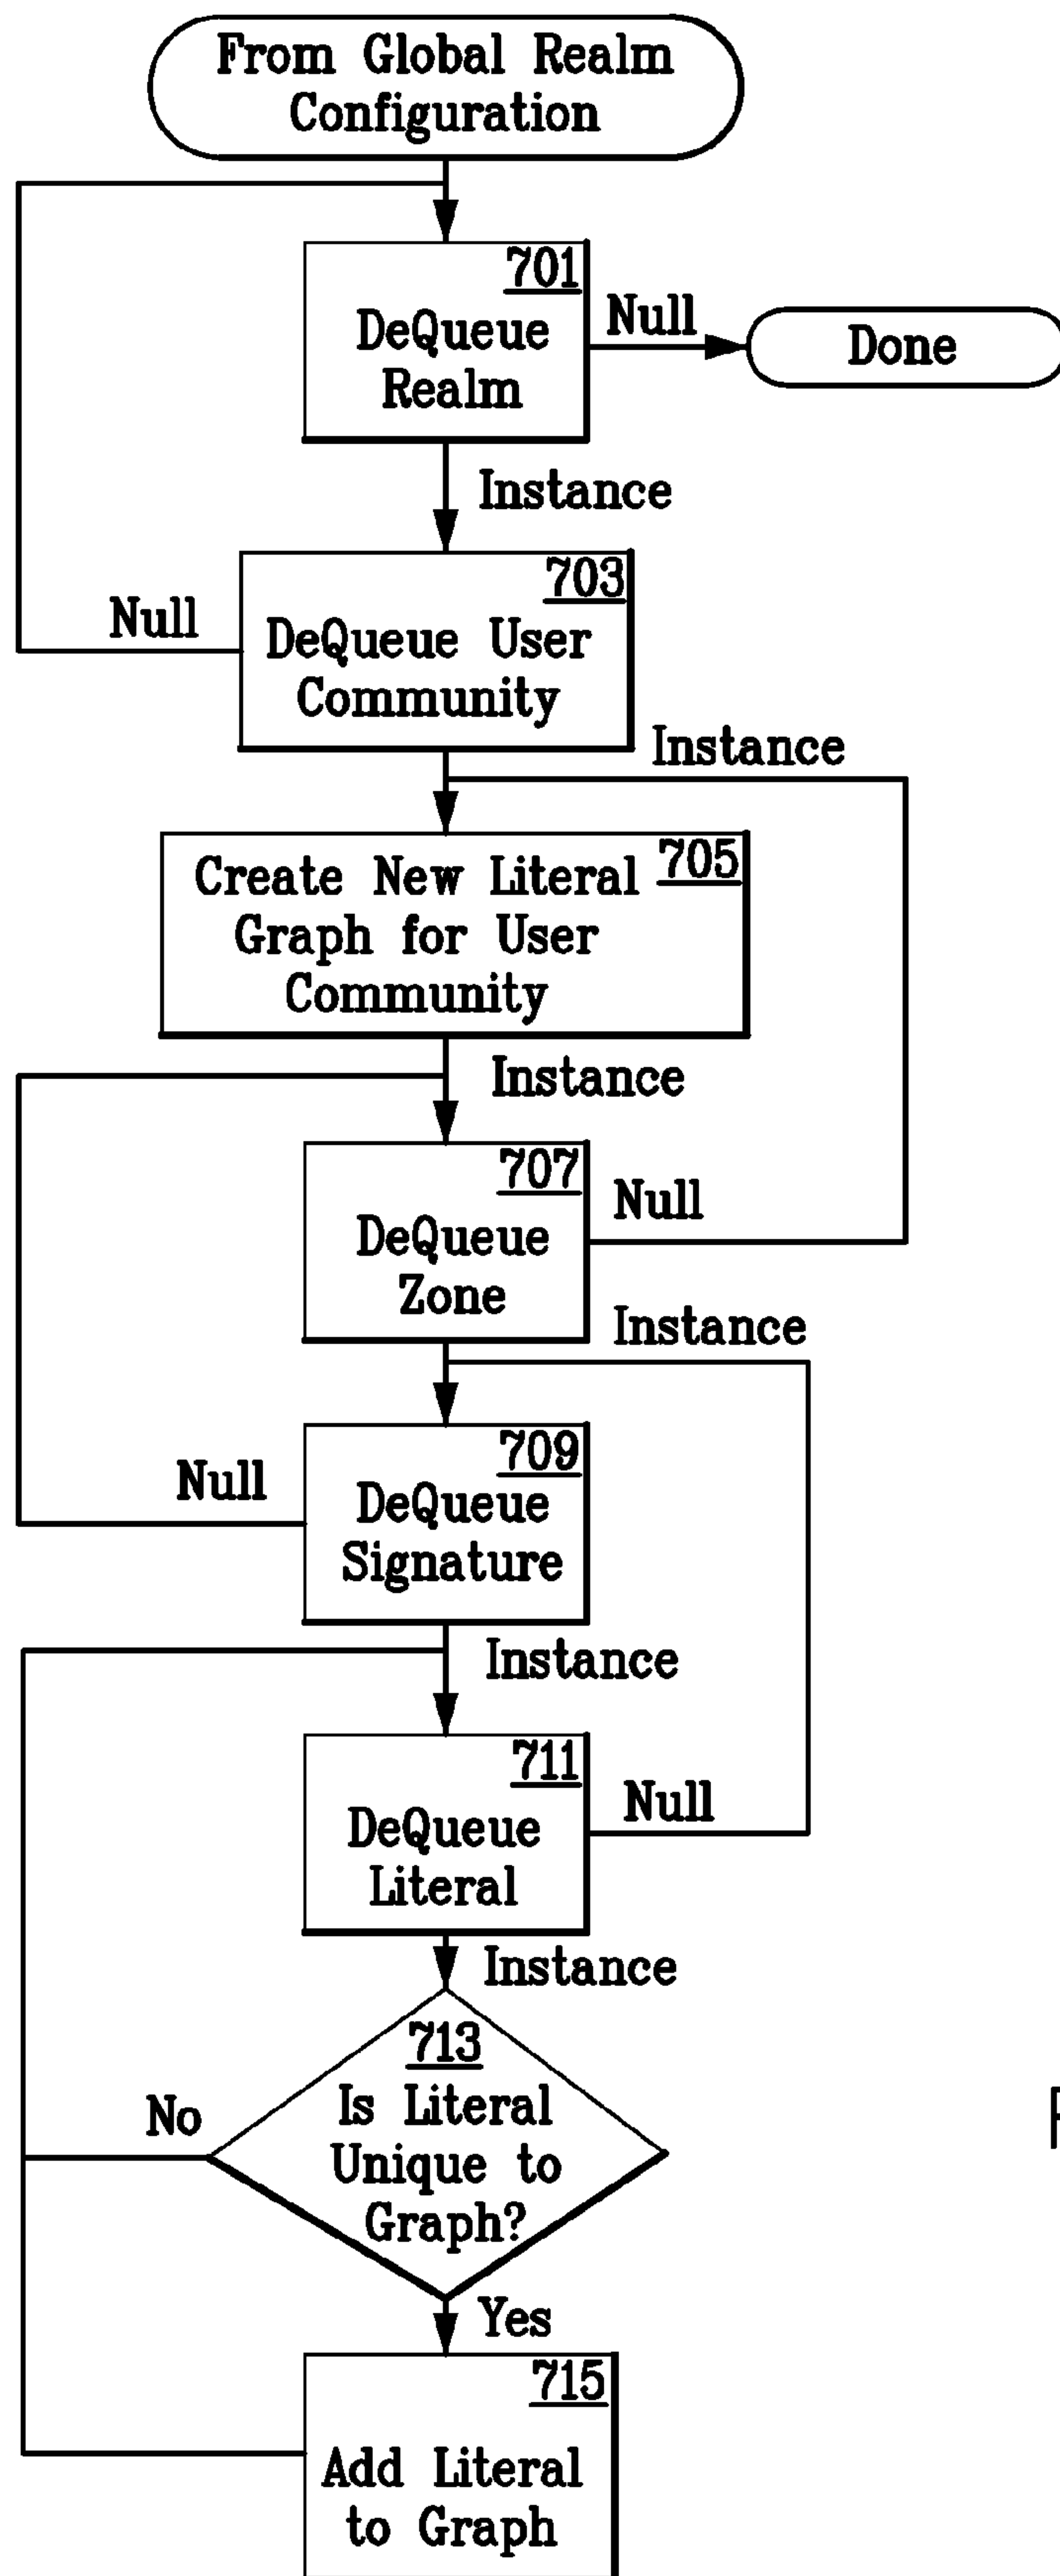 From Global Realm
Configuration
701
DeQueue
Realm
Null
Done
Instance
703
DeQueue User
Community
Null
Instance
705
Create New Literal
Graph for User
Community
Instance
707
DeQueue
Zone
Null
Instance
709
DeQueue
Signature
Null
Instance
711
DeQueue
Literal
Null
Instance
713
Is Literal
Unique to
Graph?
No
Yes
715
Add Literal
to Graph